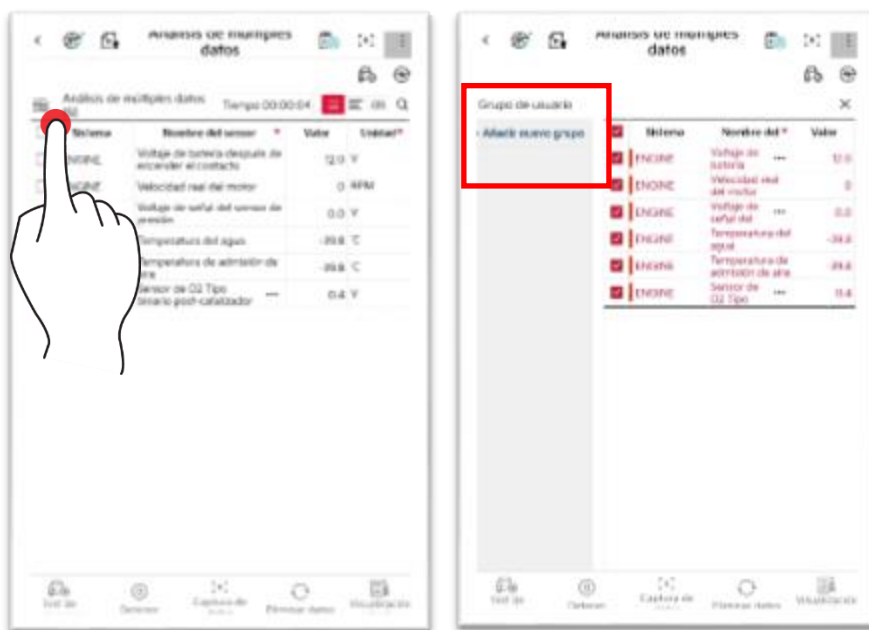 Análisis de múltiples
datos
Análisis de múltiples datos
Tiempo 00:00:04
Sistema Nombre del sensor * Valor Unidad*
ENGINE Voltaje de batería después de
encender el contacto 12.0 V
ENGINE Velocidad real del motor 0 RPM
Voltaje de señal del sensor de
presión 0.0 V
Temperatura del agua -39.8 °C
Temperatura de admisión de
aire -39.8 °C
Sensor de O2 Tipo
binario post-catalizador ... 0.4 V
Test de
Detener
Captura de
Eliminar datos
Visualización
Análisis de múltiples
datos
Grupo de usuario
Añadir nuevo grupo
Sistema Nombre del * Valor
ENGINE Voltaje de
batería ... 12.0
ENGINE Velocidad real
del motor 0
ENGINE Voltaje de
señal del ... 0.0
ENGINE Temperatura del
agua -39.8
ENGINE Temperatura de
admisión de aire -39.8
ENGINE Sensor de
O2 Tipo ... 0.4
Test de
Detener
Captura de
Eliminar datos
Visualización